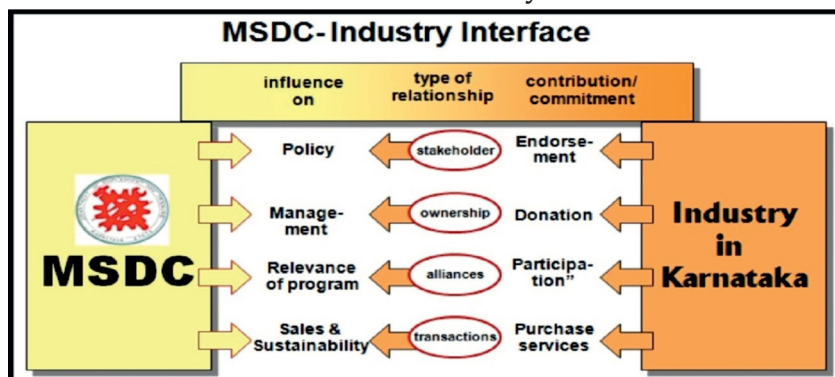 MSDC-Industry Interface
influence on
type of relationship
contribution/
commitment
Policy
stakeholder
Endorse-
ment
Manage-
ment
ownership
Donation
MSDC
Industry
in
Karnataka
Relevance
of program
alliances
Participa-
tion”
Sales &
Sustainability
transactions
Purchase
services